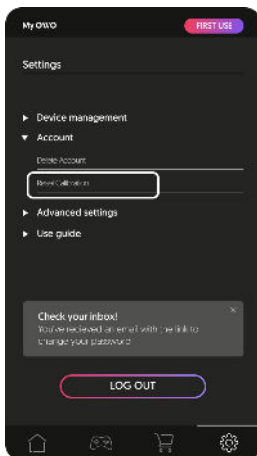 My OWO
FIRST USE
Settings
Device management
Account
Delete Account
Reset Calibration
Advanced settings
Use guide
Check your inbox!
You've recieved an email with the link to
change your password
LOG OUT